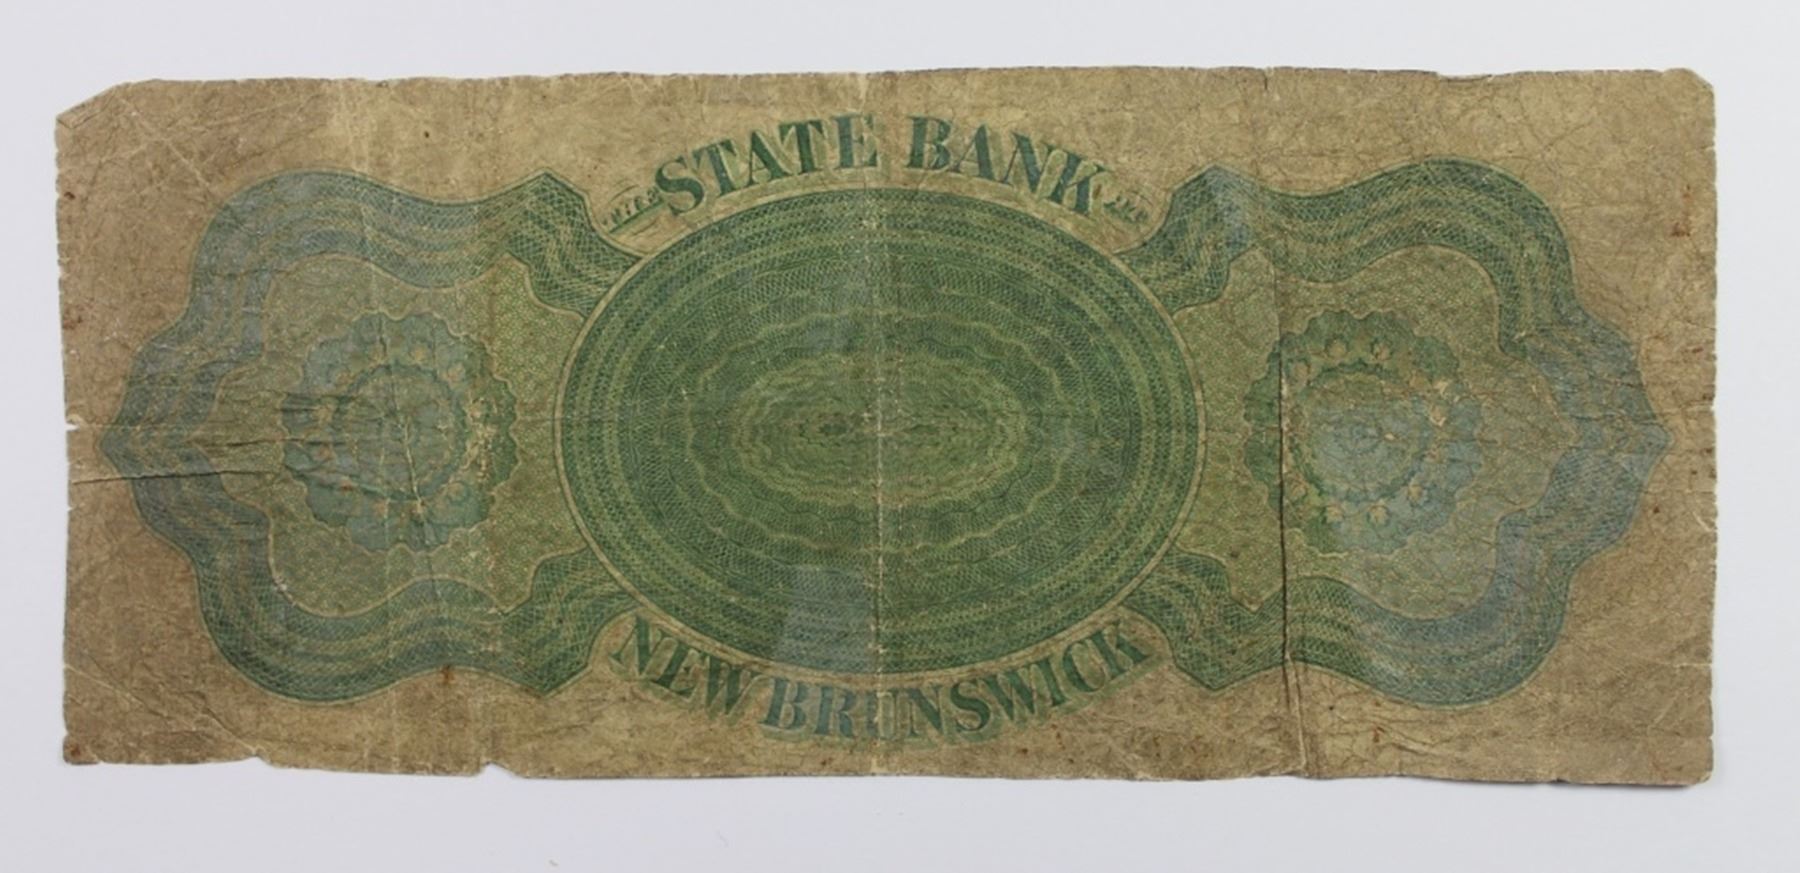 THE STATE BANK AT
NEW BRUNSWICK